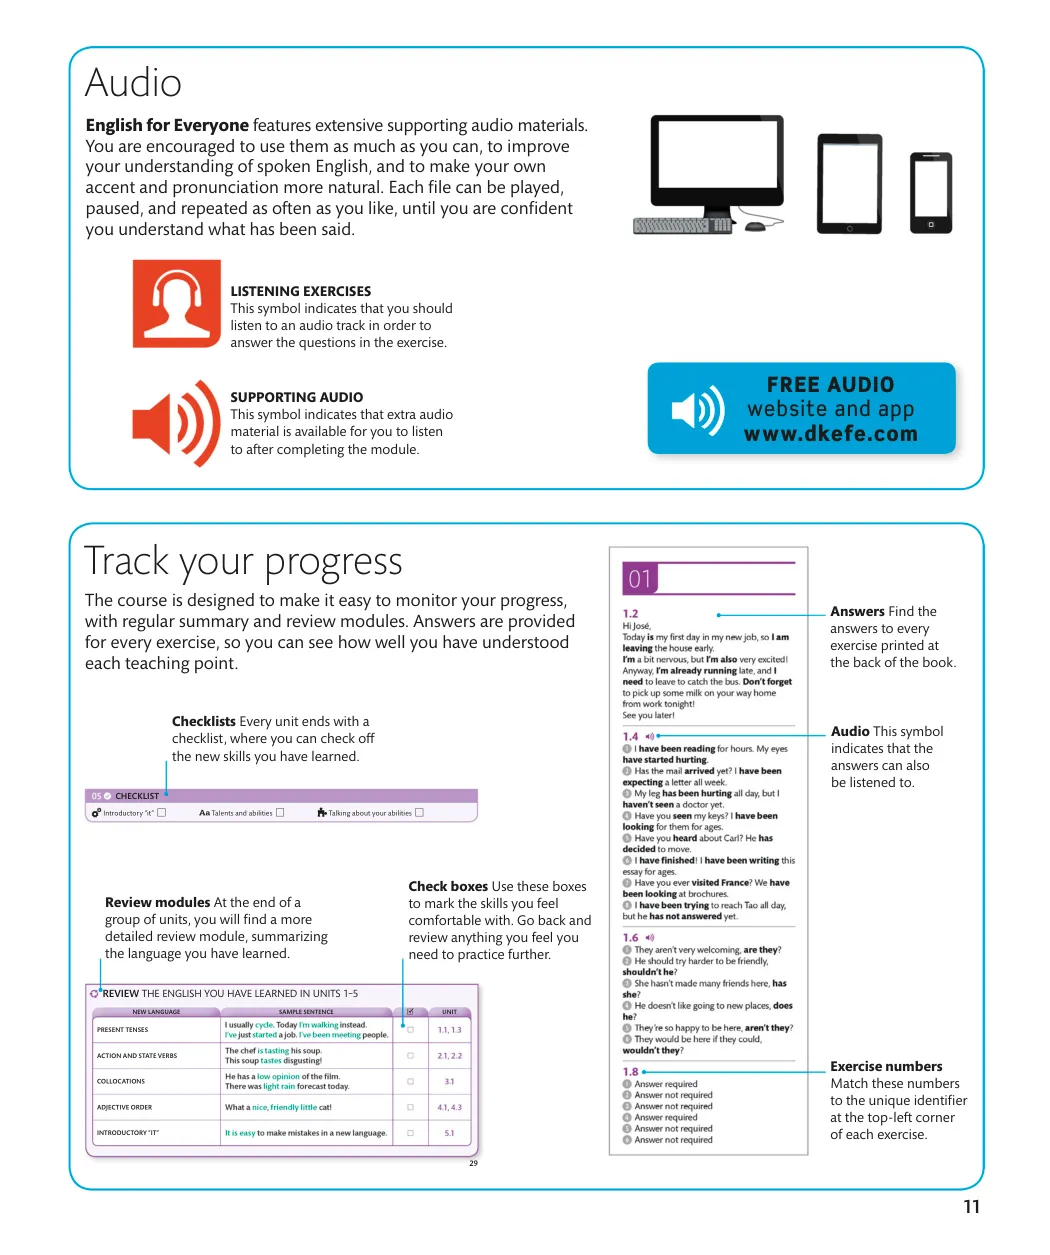 Audio
English for Everyone features extensive supporting audio materials.
You are encouraged to use them as much as you can, to improve
your understanding of spoken English, and to make your own
accent and pronunciation more natural. Each file can be played,
paused, and repeated as often as you like, until you are confident
you understand what has been said.
LISTENING EXERCISES
This symbol indicates that you should
listen to an audio track in order to
answer the questions in the exercise.
SUPPORTING AUDIO
This symbol indicates that extra audio
material is available for you to listen
to after completing the module.
FREE AUDIO
website and app
www.dkefe.com
Track your progress
The course is designed to make it easy to monitor your progress,
with regular summary and review modules. Answers are provided
for every exercise, so you can see how well you have understood
each teaching point.
Checklists Every unit ends with a
checklist, where you can check off
the new skills you have learned.
05 CHECKLIST
Introductory “it” Aa Talents and abilities Talking about your abilities
Review modules At the end of a
group of units, you will find a more
detailed review module, summarizing
the language you have learned.
Check boxes Use these boxes
to mark the skills you feel
comfortable with. Go back and
review anything you feel you
need to practice further.
REVIEW THE ENGLISH YOU HAVE LEARNED IN UNITS 1–5
NEW LANGUAGE SAMPLE SENTENCE UNIT
PRESENT TENSES
I usually cycle. Today I'm walking instead.
I've just started a job. I've been meeting people.
1.1, 1.3
ACTION AND STATE VERBS
The chef is tasting his soup.
This soup tastes disgusting!
2.1, 2.2
COLLOCATIONS
He has a low opinion of the film.
There was light rain forecast today.
3.1
ADJECTIVE ORDER What a nice, friendly little cat! 4.1, 4.3
INTRODUCTORY “IT” It is easy to make mistakes in a new language. 5.1
29
01
1.2
Hi José,
Today is my first day in my new job, so I am
leaving the house early.
I'm a bit nervous, but I'm also very excited!
Anyway, I'm already running late, and I
need to leave to catch the bus. Don't forget
to pick up some milk on your way home
from work tonight!
See you later!
1.4
1 I have been reading for hours. My eyes
have started hurting.
2 Has the mail arrived yet? I have been
expecting a letter all week.
3 My leg has been hurting all day, but I
haven't seen a doctor yet.
4 Have you seen my keys? I have been
looking for them for ages.
5 Have you heard about Carl? He has
decided to move.
6 I have finished! I have been writing this
essay for ages.
7 Have you ever visited France? We have
been looking at brochures.
8 I have been trying to reach Tao all day,
but he has not answered yet.
1.6
1 They aren't very welcoming, are they?
2 He should try harder to be friendly,
shouldn't he?
3 She hasn't made many friends here, has
she?
4 He doesn't like going to new places, does
he?
5 They're so happy to be here, aren't they?
6 They would be here if they could,
wouldn't they?
1.8
1 Answer required
2 Answer not required
3 Answer not required
4 Answer required
5 Answer not required
6 Answer not required
Answers Find the
answers to every
exercise printed at
the back of the book.
Audio This symbol
indicates that the
answers can also
be listened to.
Exercise numbers
Match these numbers
to the unique identifier
at the top-left corner
of each exercise.
11